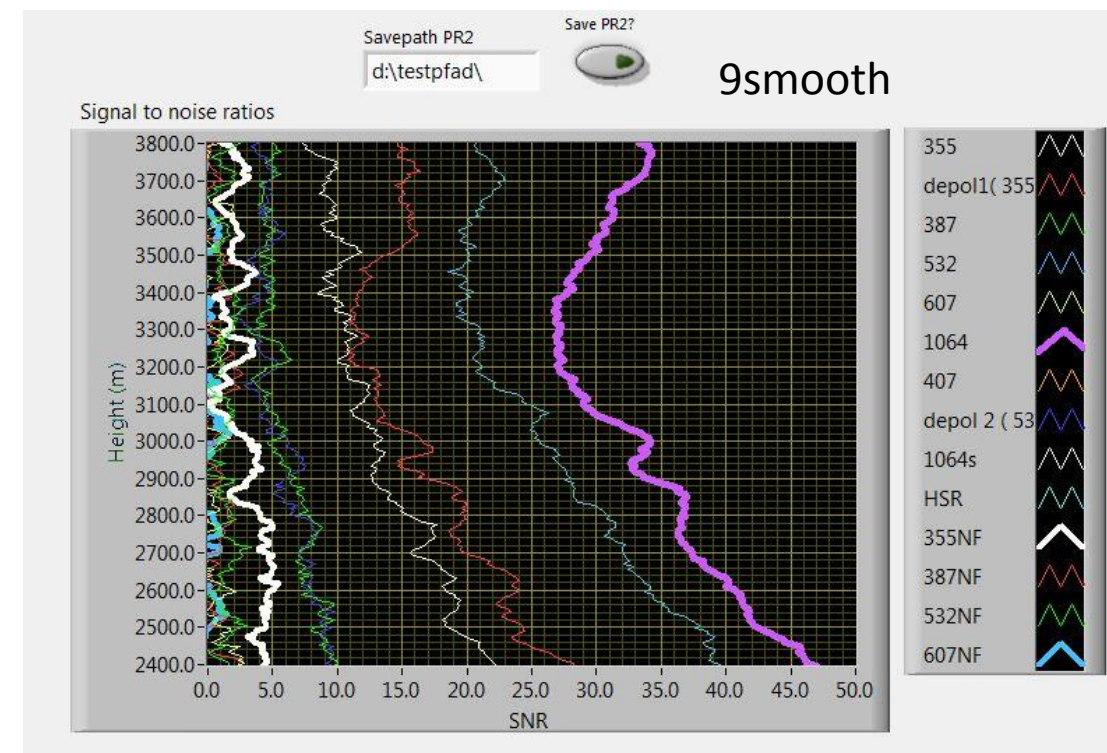 Savepath PR2
Save PR2?
d:\testpfad\
9smooth
Signal to noise ratios
3800.0
3700.0
3600.0
3500.0
3400.0
3300.0
3200.0
3100.0
3000.0
2900.0
2800.0
2700.0
2600.0
2500.0
2400.0
Height (m)
0.0 5.0 10.0 15.0 20.0 25.0 30.0 35.0 40.0 45.0 50.0
SNR
355
depol1( 355
387
532
607
1064
407
depol 2 ( 53
1064s
HSR
355NF
387NF
532NF
607NF